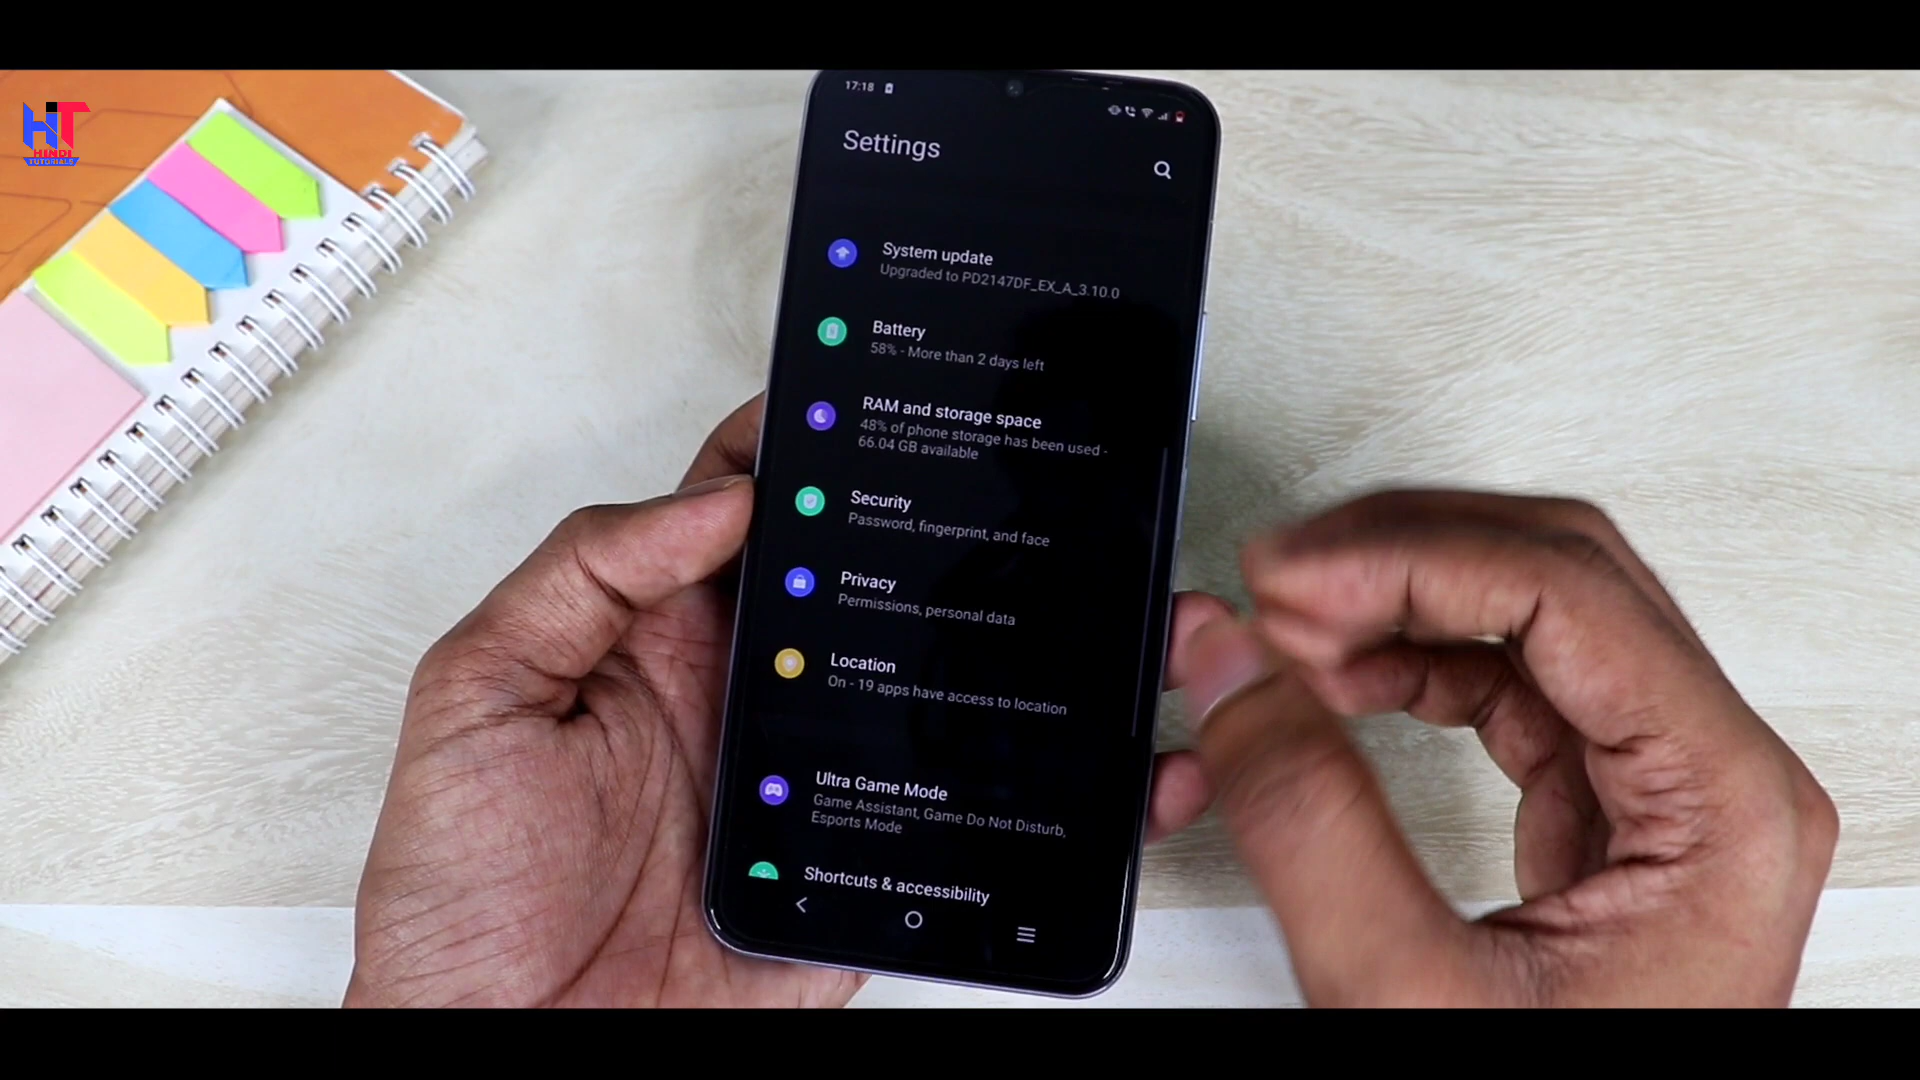 HT
HINDI
TUTORIALS
17:18
Settings
System update
Upgraded to PD2147DF_EX_A_3.10.0
Battery
58% - More than 2 days left
RAM and storage space
48% of phone storage has been used -
66.04 GB available
Security
Password, fingerprint, and face
Privacy
Permissions, personal data
Location
On - 19 apps have access to location
Ultra Game Mode
Game Assistant, Game Do Not Disturb,
Esports Mode
Shortcuts & accessibility